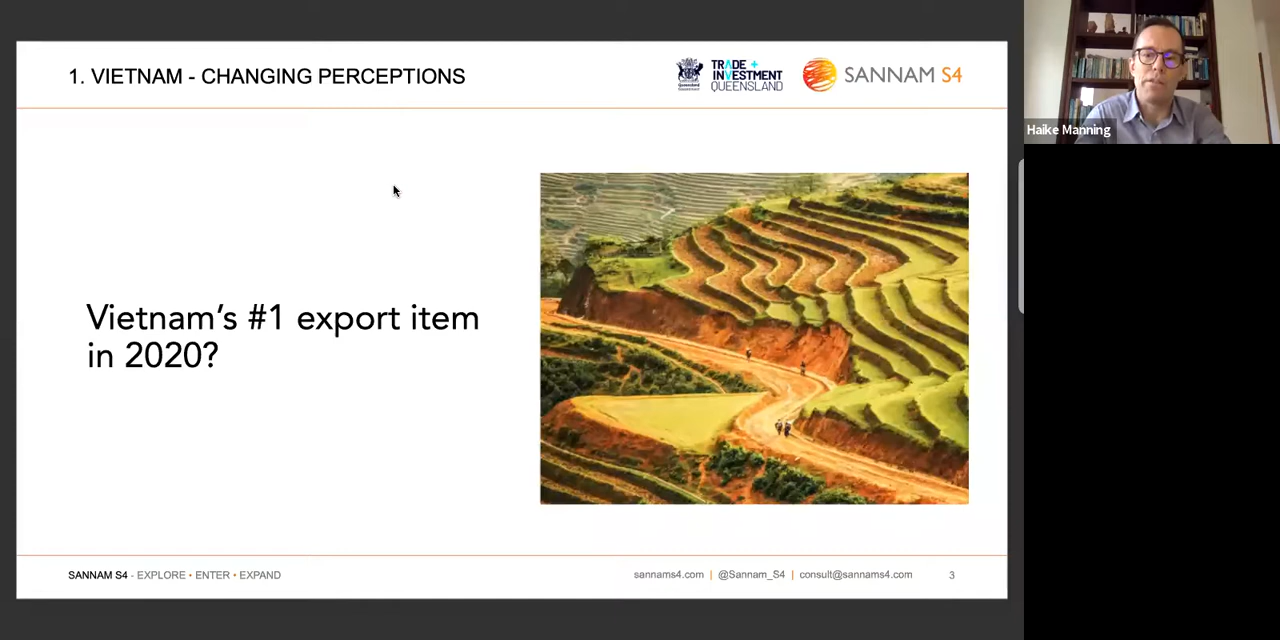 1. VIETNAM - CHANGING PERCEPTIONS
TRADE +
INVESTMENT
QUEENSLAND
SANNAM S4
Haike Manning
Vietnam's #1 export item
in 2020?
SANNAM S4 - EXPLORE • ENTER • EXPAND
sannams4.com | @Sannam_S4 | consult@sannams4.com 3